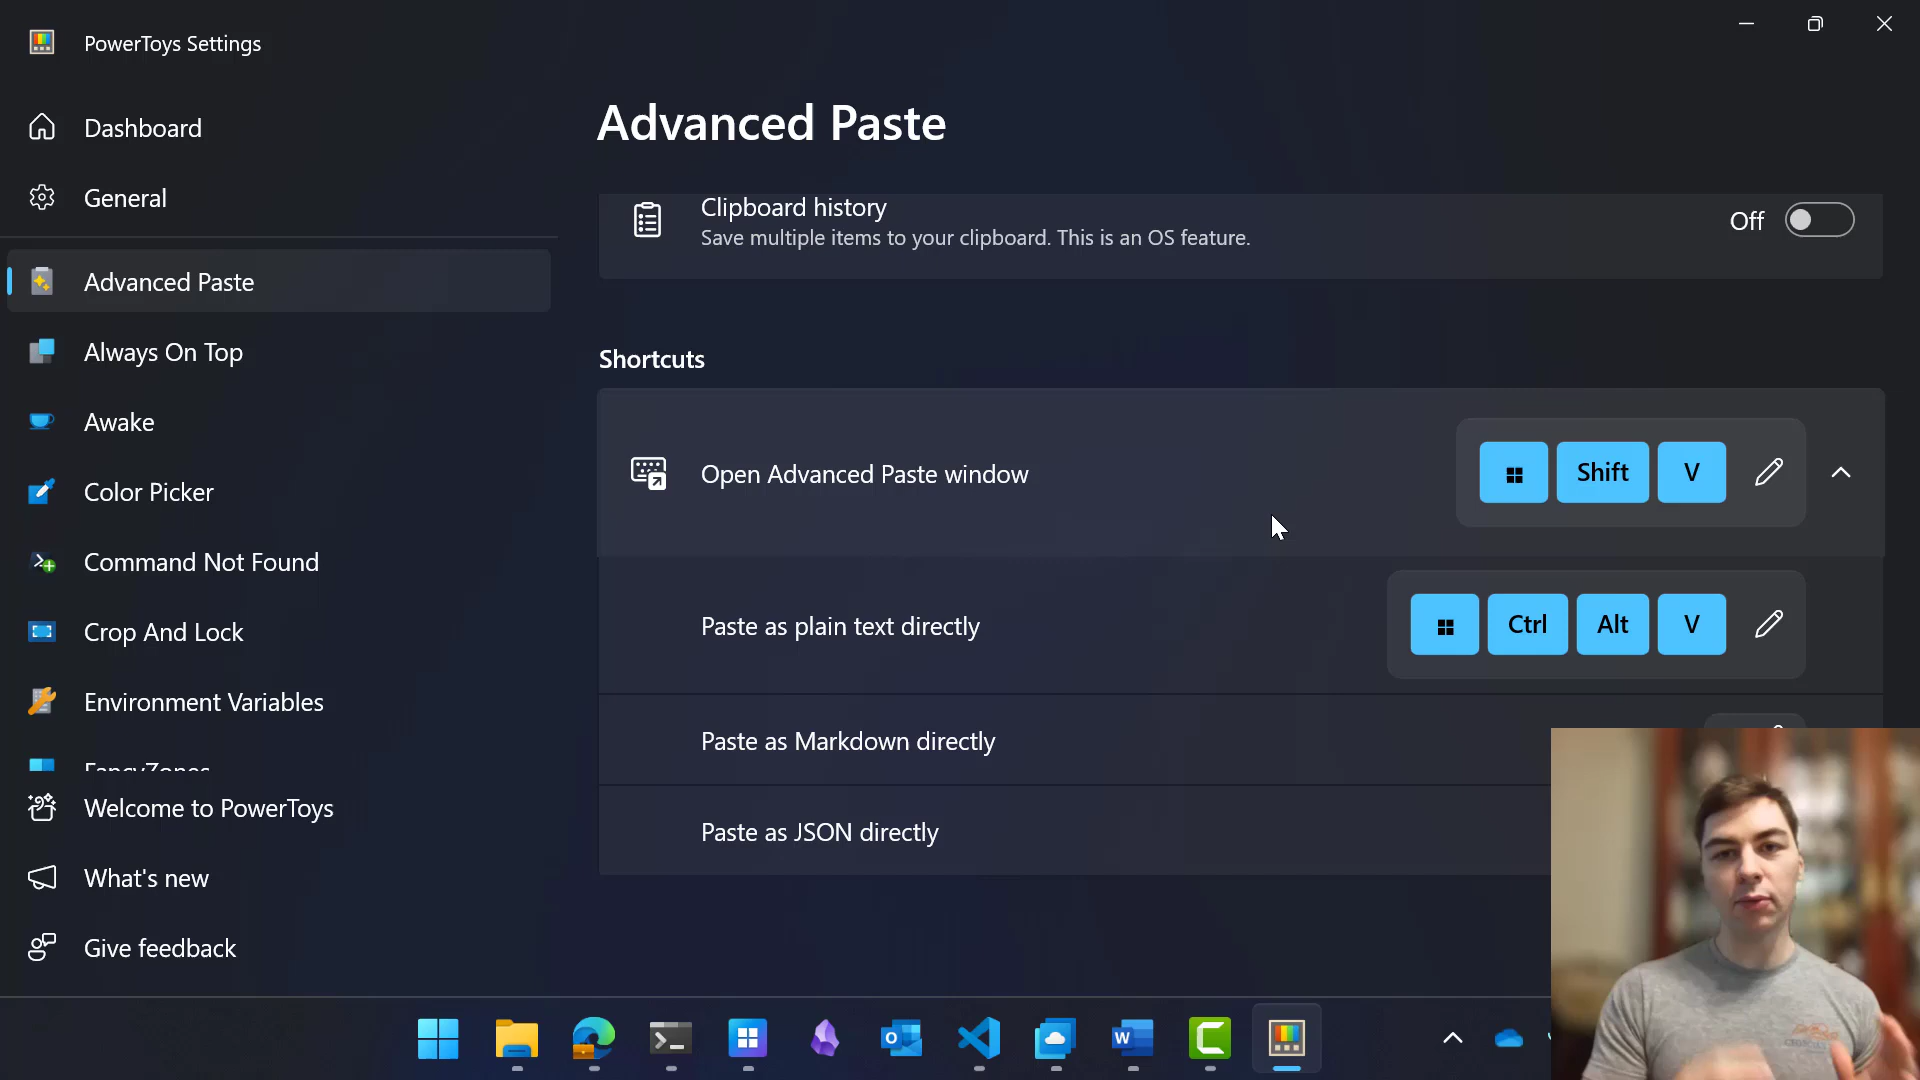 PowerToys Settings
Dashboard
General
Advanced Paste
Always On Top
Awake
Color Picker
Command Not Found
Crop And Lock
Environment Variables
FancyZones
Welcome to PowerToys
What's new
Give feedback
Advanced Paste
Clipboard history
Save multiple items to your clipboard. This is an OS feature.
Off
Shortcuts
Open Advanced Paste window
Shift V
Paste as plain text directly
Ctrl Alt V
Paste as Markdown directly
Paste as JSON directly